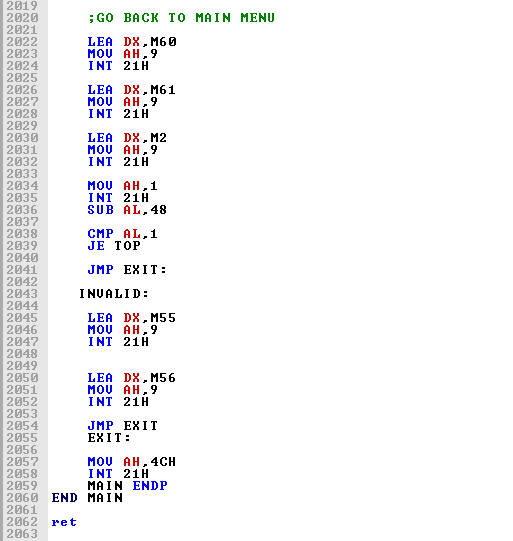 2019
2020 ;GO BACK TO MAIN MENU
2021
2022 LEA DX,M60
2023 MOV AH,9
2024 INT 21H
2025
2026 LEA DX,M61
2027 MOV AH,9
2028 INT 21H
2029
2030 LEA DX,M2
2031 MOV AH,9
2032 INT 21H
2033
2034 MOV AH,1
2035 INT 21H
2036 SUB AL,48
2037
2038 CMP AL,1
2039 JE TOP
2040
2041 JMP EXIT:
2042
2043 INVALID:
2044
2045 LEA DX,M55
2046 MOV AH,9
2047 INT 21H
2048
2049
2050 LEA DX,M56
2051 MOV AH,9
2052 INT 21H
2053
2054 JMP EXIT
2055 EXIT:
2056
2057 MOV AH,4CH
2058 INT 21H
2059 MAIN ENDP
2060 END MAIN
2061
2062 ret
2063